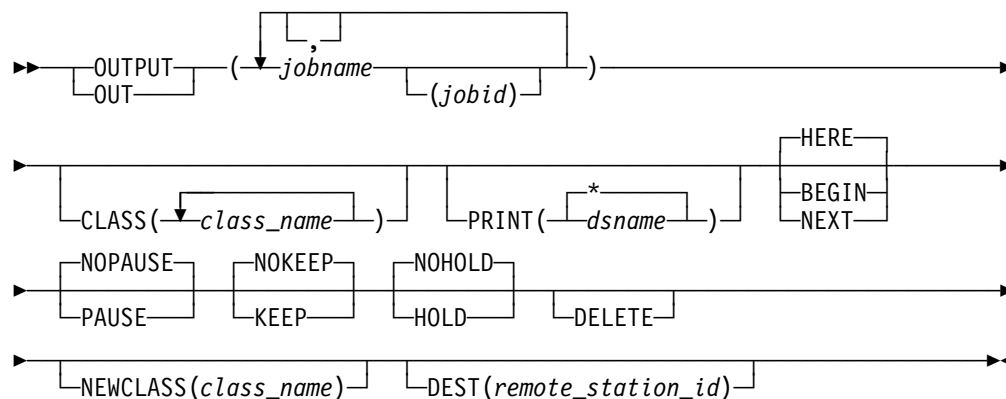 ,
OUTPUT ( jobname )
OUT (jobid)
HERE
* BEGIN
CLASS( class_name ) PRINT( dsname ) NEXT
NOPAUSE NOKEEP NOHOLD
PAUSE KEEP HOLD DELETE
NEWCLASS(class_name) DEST(remote_station_id)